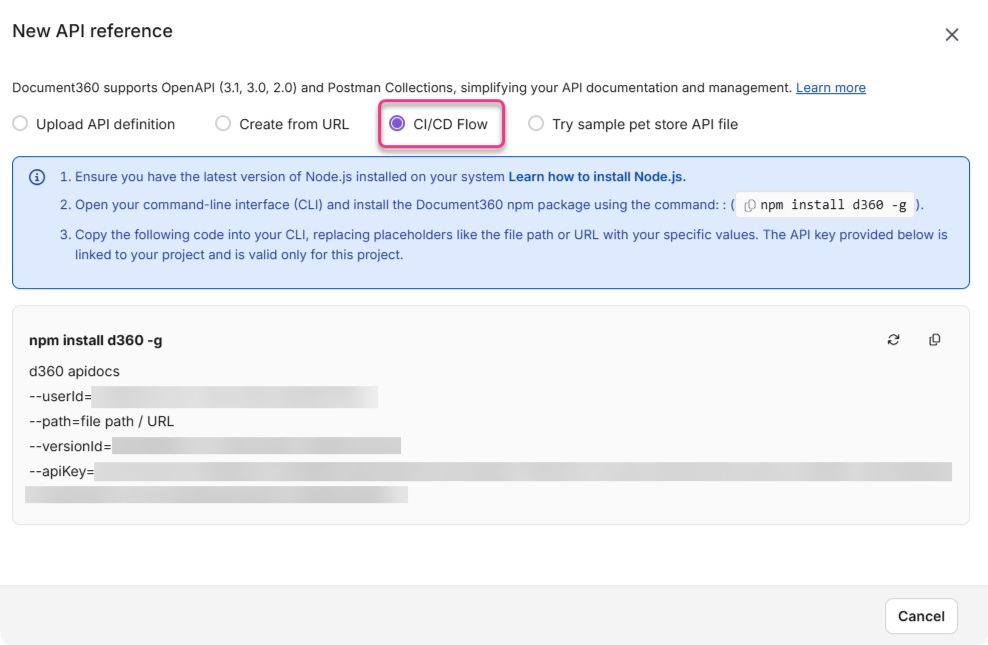 New API reference
Document360 supports OpenAPI (3.1, 3.0, 2.0) and Postman Collections, simplifying your API documentation and management. Learn more
Upload API definition Create from URL CI/CD Flow Try sample pet store API file
1. Ensure you have the latest version of Node.js installed on your system Learn how to install Node.js.
2. Open your command-line interface (CLI) and install the Document360 npm package using the command: : ( npm install d360 -g ).
3. Copy the following code into your CLI, replacing placeholders like the file path or URL with your specific values. The API key provided below is
linked to your project and is valid only for this project.
npm install d360 -g
d360 apidocs
--userId=
--path=file path / URL
--versionId=
--apiKey=
Cancel